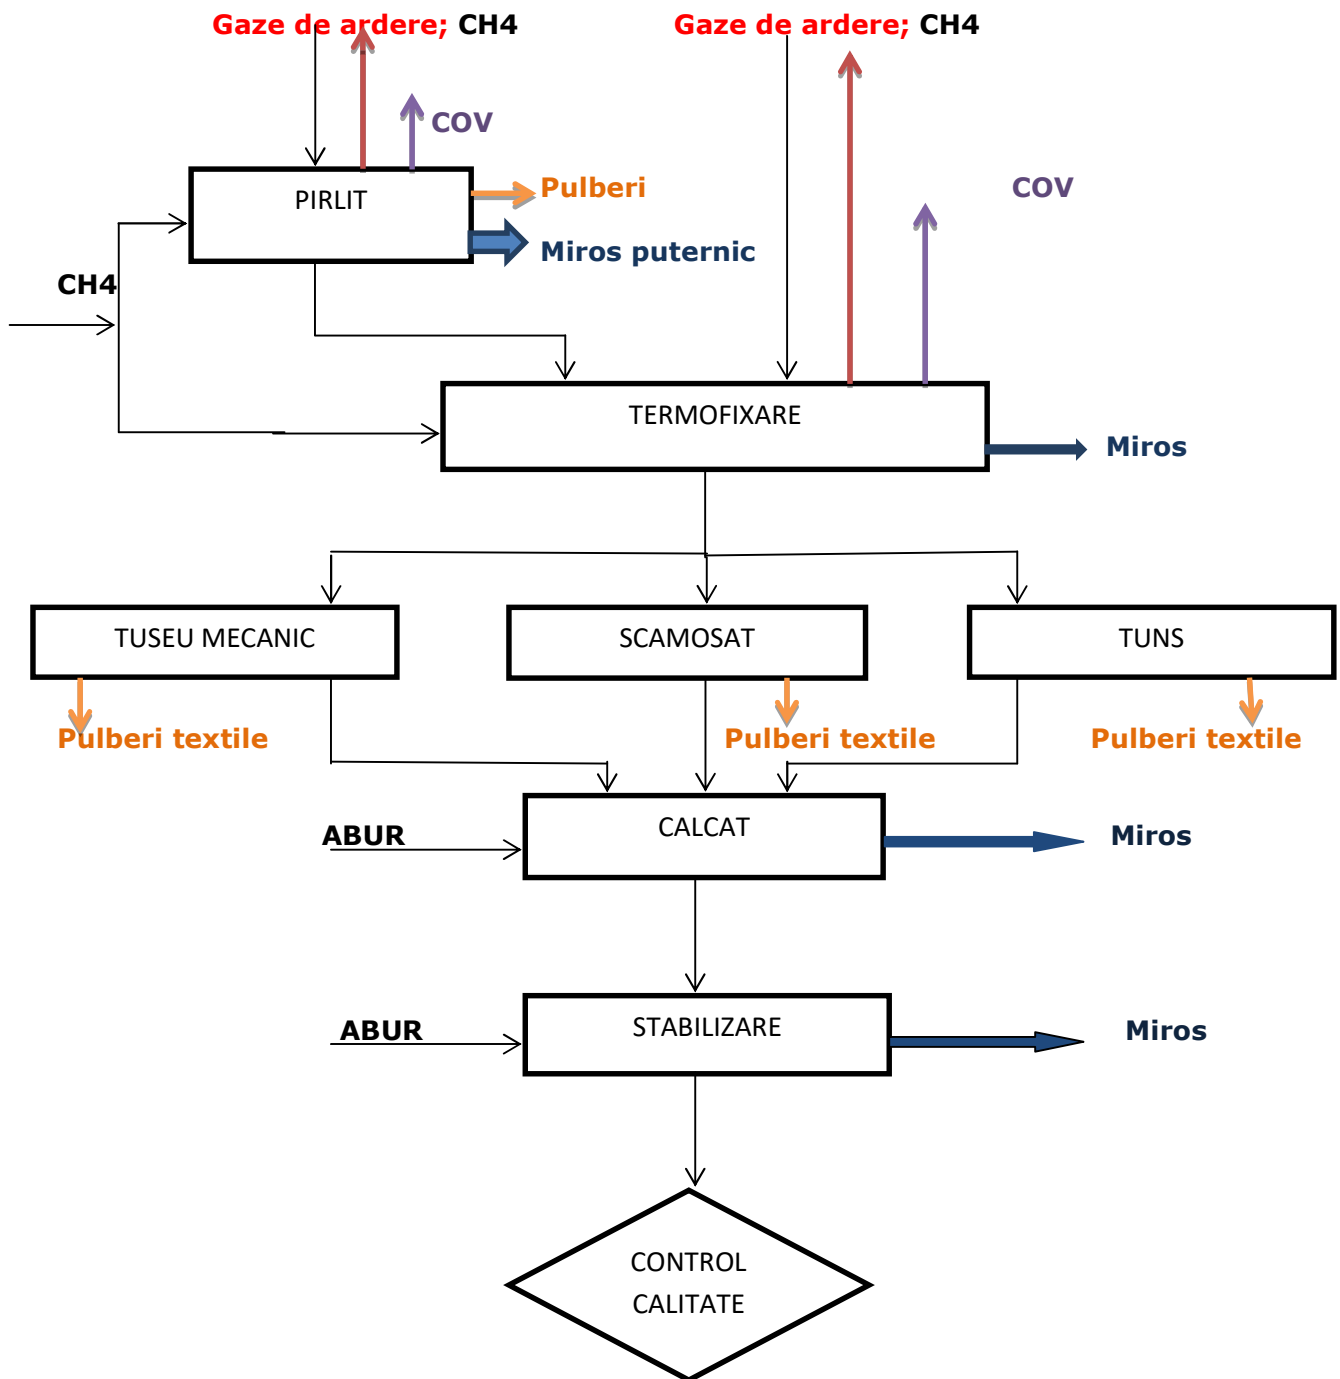 Gaze de ardere; CH4
Gaze de ardere; CH4
COV
PIRLIT
Pulberi
COV
Miros puternic
CH4
TERMOFIXARE
Miros
TUSEU MECANIC
SCAMOSAT
TUNS
Pulberi textile
Pulberi textile
Pulberi textile
ABUR
CALCAT
Miros
ABUR
STABILIZARE
Miros
CONTROL
CALITATE